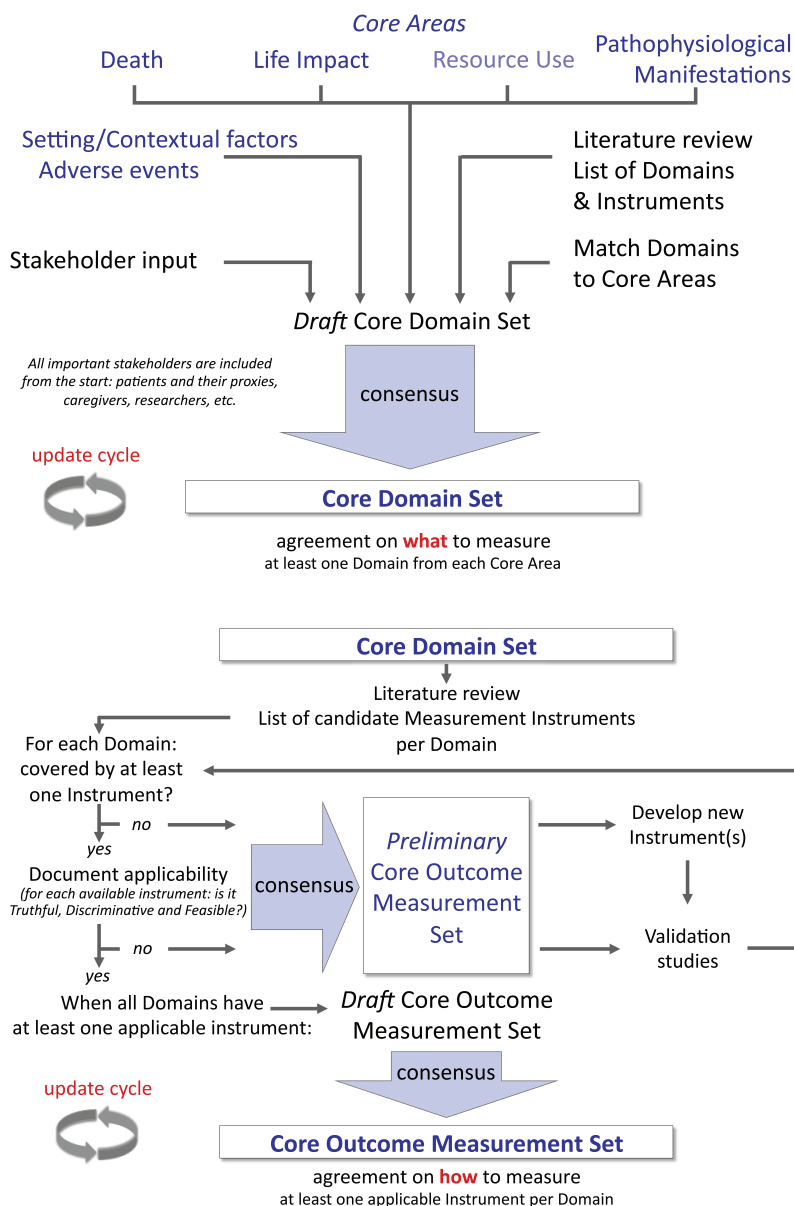 Core Areas
Death
Life Impact
Resource Use
Pathophysiological
Manifestations
Setting/Contextual factors
Adverse events
Literature review
List of Domains
& Instruments
Stakeholder input
Match Domains
to Core Areas
Draft Core Domain Set
All important stakeholders are included
from the start: patients and their proxies,
caregivers, researchers, etc.
consensus
update cycle
Core Domain Set
agreement on what to measure
at least one Domain from each Core Area
Core Domain Set
Literature review
List of candidate Measurement Instruments
per Domain
For each Domain:
covered by at least
one Instrument?
no
yes
Document applicability
(for each available instrument: is it
Truthful, Discriminative and Feasible?)
no
yes
consensus
Preliminary
Core Outcome
Measurement
Set
Develop new
Instrument(s)
Validation
studies
When all Domains have
at least one applicable instrument:
Draft Core Outcome
Measurement Set
consensus
update cycle
Core Outcome Measurement Set
agreement on how to measure
at least one applicable Instrument per Domain